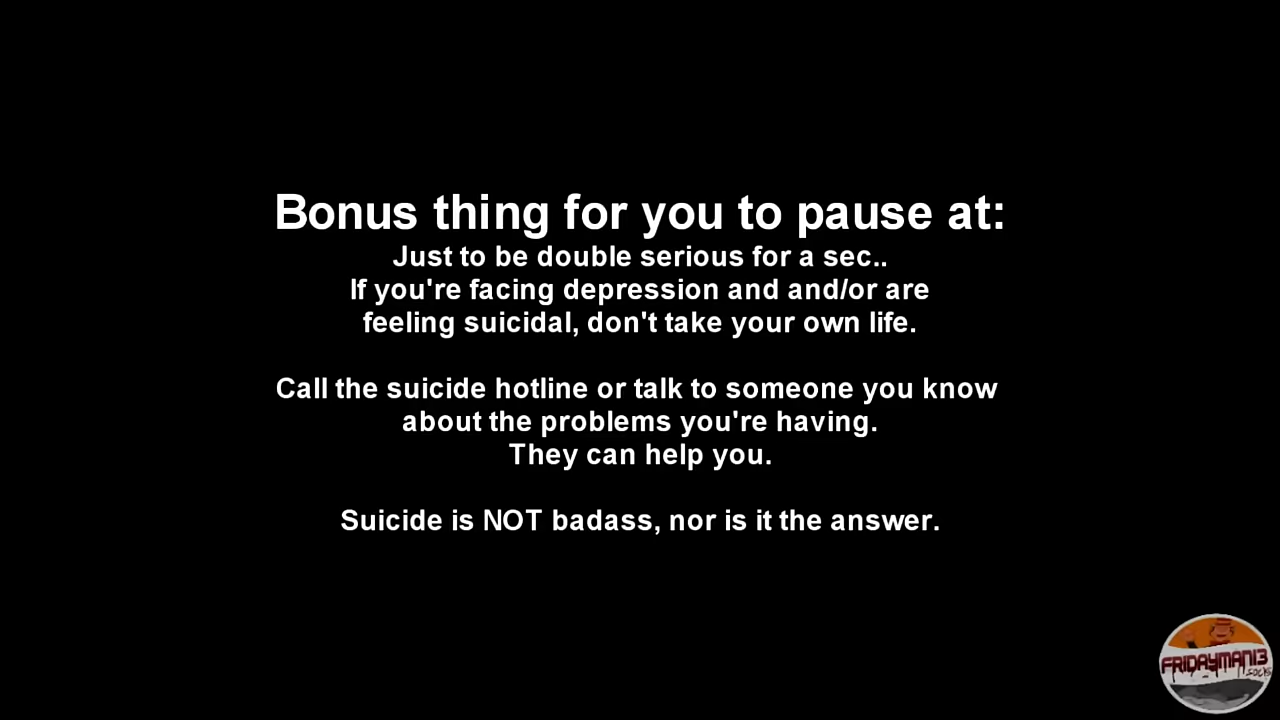 Bonus thing for you to pause at:
Just to be double serious for a sec..
If you're facing depression and and/or are
feeling suicidal, don't take your own life.
Call the suicide hotline or talk to someone you know
about the problems you're having.
They can help you.
Suicide is NOT badass, nor is it the answer.
FRIDAYMAN13